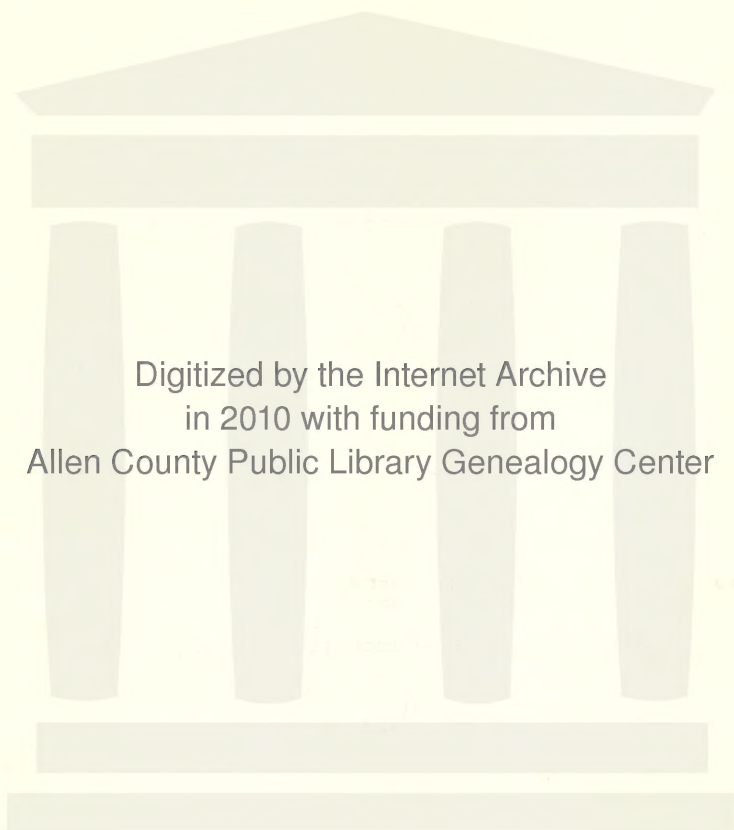 Digitized by the Internet Archive
in 2010 with funding from
Allen County Public Library Genealogy Center